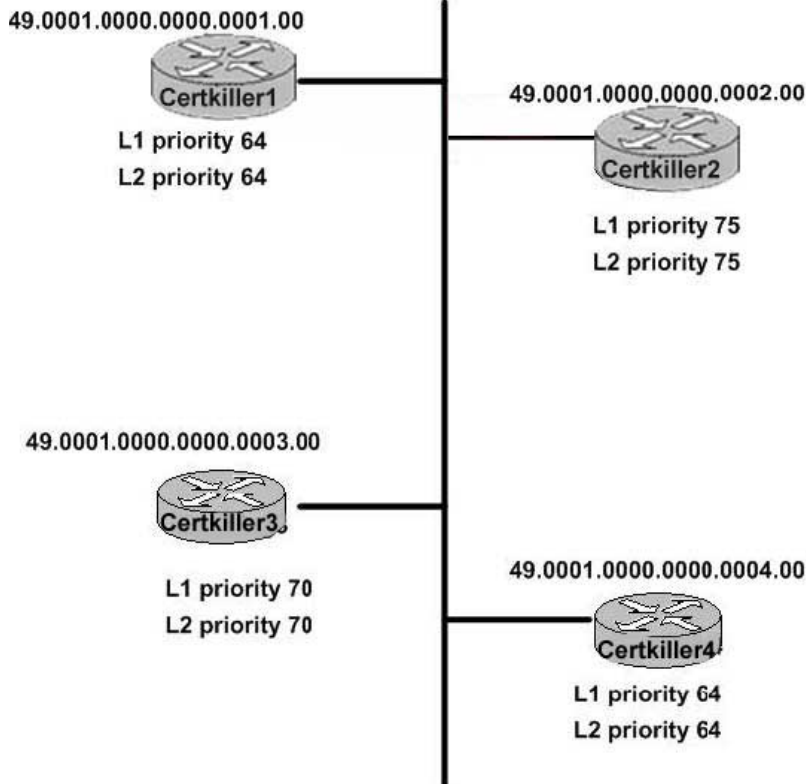 49.0001.0000.0000.0001.00
Certkiller1
L1 priority 64
L2 priority 64
49.0001.0000.0000.0002.00
Certkiller2
L1 priority 75
L2 priority 75
49.0001.0000.0000.0003.00
Certkiller3
L1 priority 70
L2 priority 70
49.0001.0000.0000.0004.00
Certkiller4
L1 priority 64
L2 priority 64